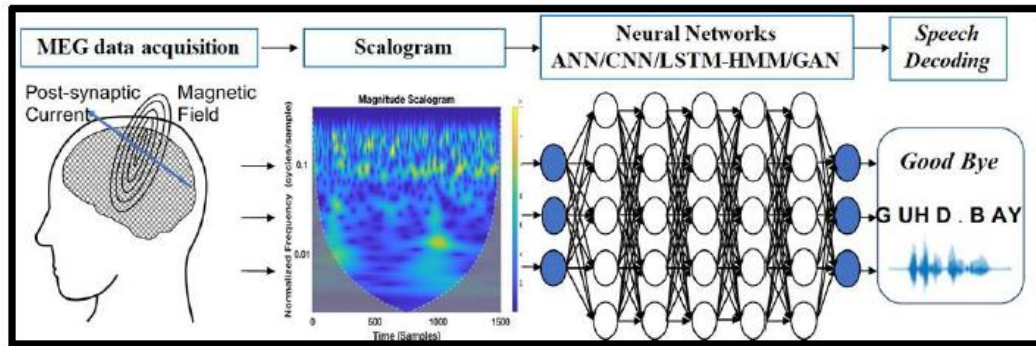 MEG data acquisition
Scalogram
Neural Networks
ANN/CNN/LSTM-HMM/GAN
Speech
Decoding
Post-synaptic
Current
Magnetic
Field
Magnitude Scalogram
Normalized Frequency (cycles/sample)
0.1
0.01
0
500
1000
1500
Time (Samples)
Good Bye
G UH D . B AY